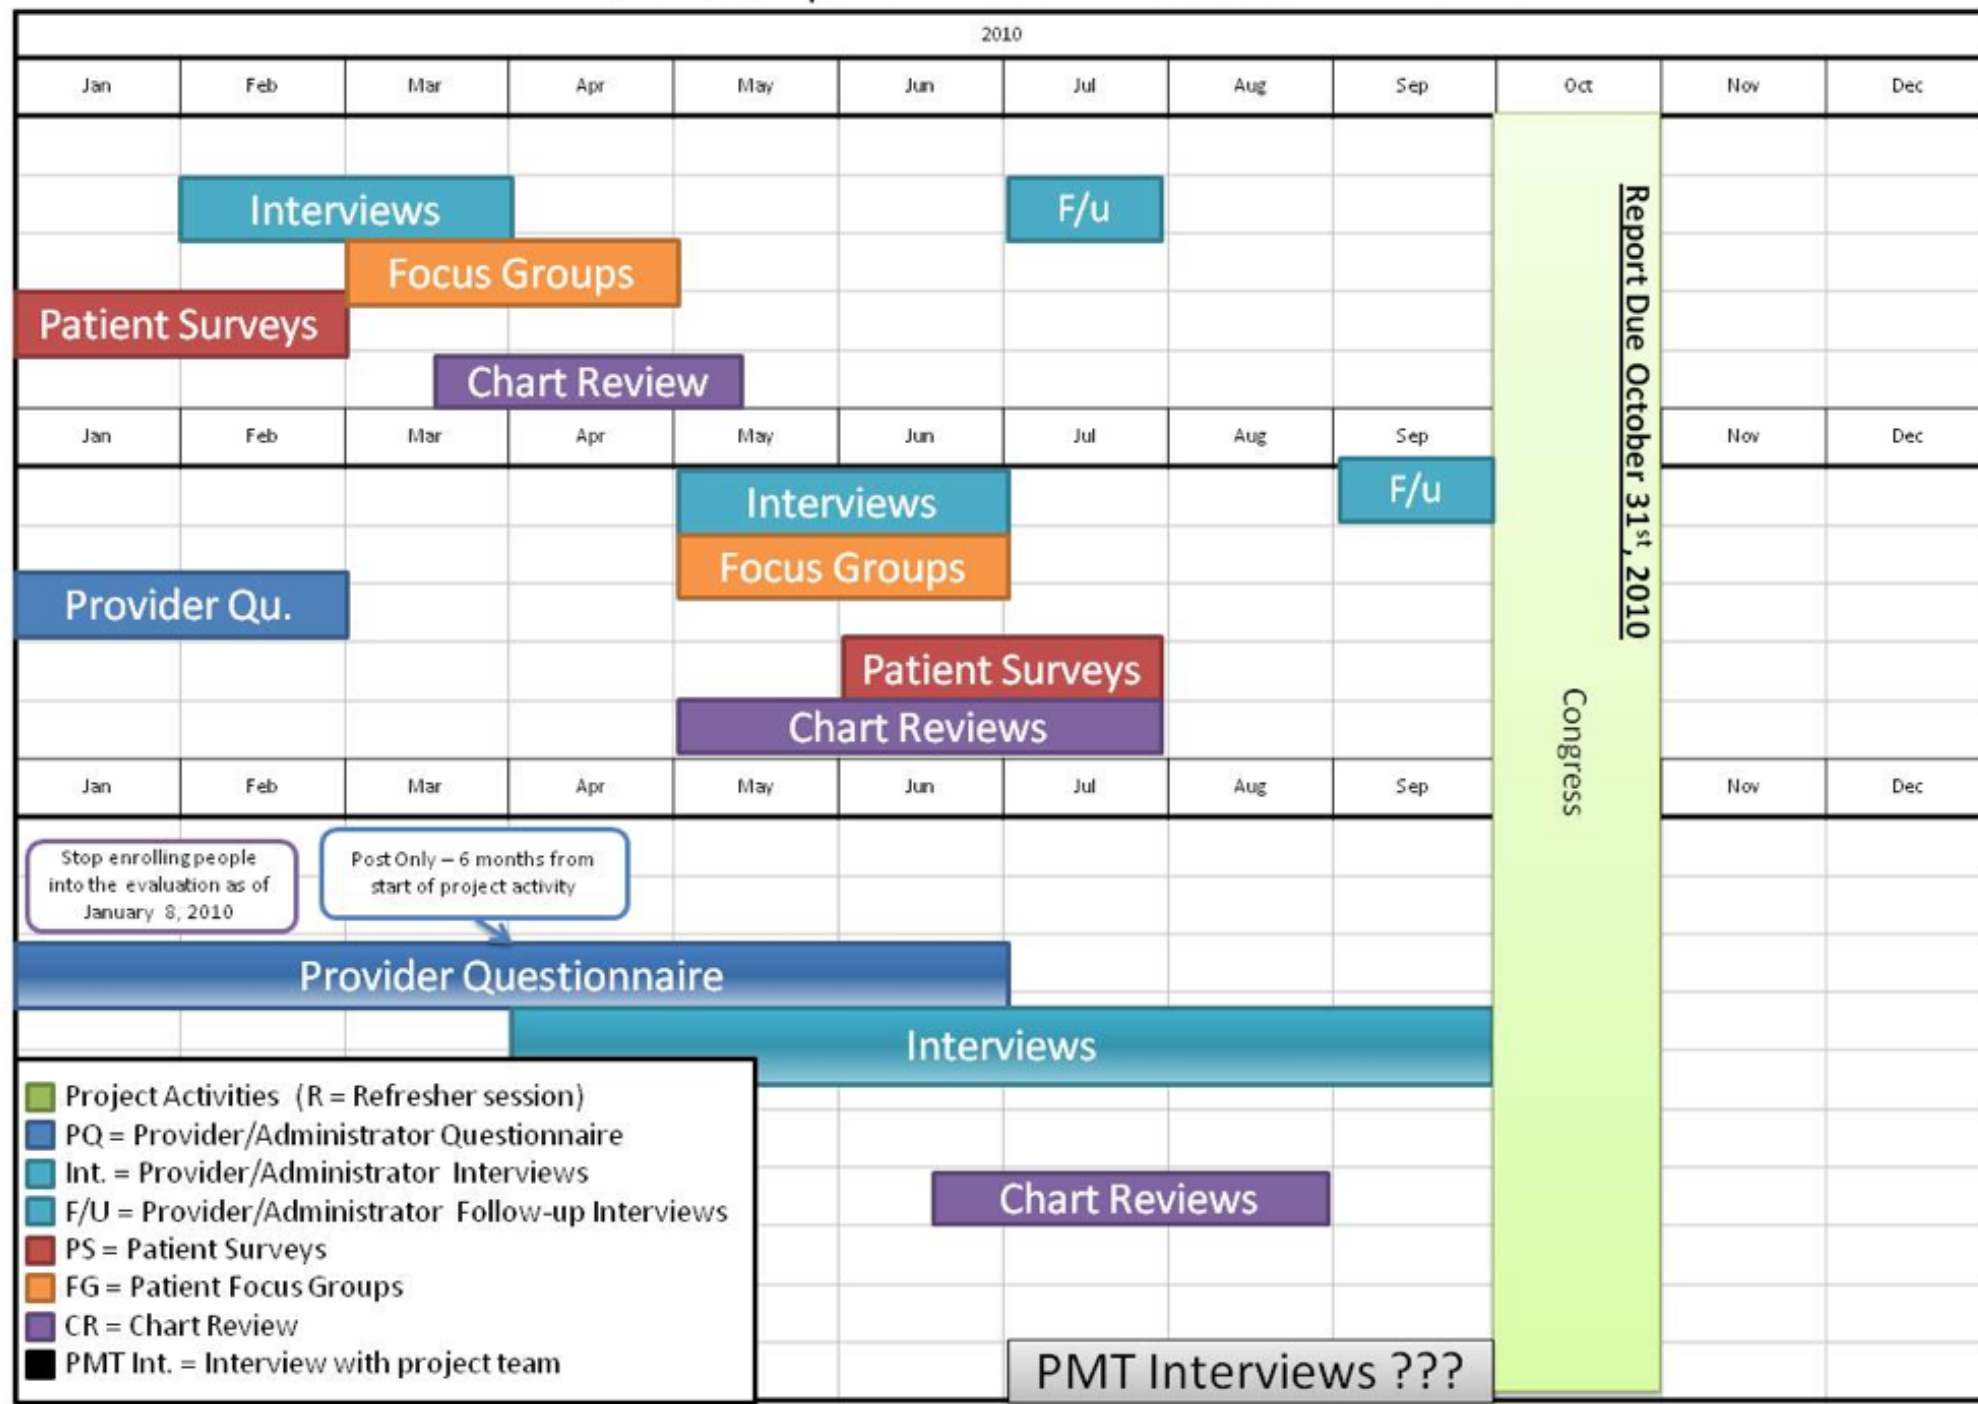 2010
Jan Feb Mar Apr May Jun Jul Aug Sep Oct Nov Dec
Interviews F/u
Focus Groups
Patient Surveys
Chart Review
Report Due October 31st, 2010
Jan Feb Mar Apr May Jun Jul Aug Sep Nov Dec
Interviews F/u
Focus Groups
Provider Qu.
Patient Surveys
Chart Reviews
Congress
Jan Feb Mar Apr May Jun Jul Aug Sep Nov Dec
Stop enrolling people
into the evaluation as of
January 8, 2010
Post Only – 6 months from
start of project activity
Provider Questionnaire
Interviews
Project Activities (R = Refresher session)
PQ = Provider/Administrator Questionnaire
Int. = Provider/Administrator Interviews
F/U = Provider/Administrator Follow-up Interviews
PS = Patient Surveys
FG = Patient Focus Groups
CR = Chart Review
PMT Int. = Interview with project team
Chart Reviews
PMT Interviews ???